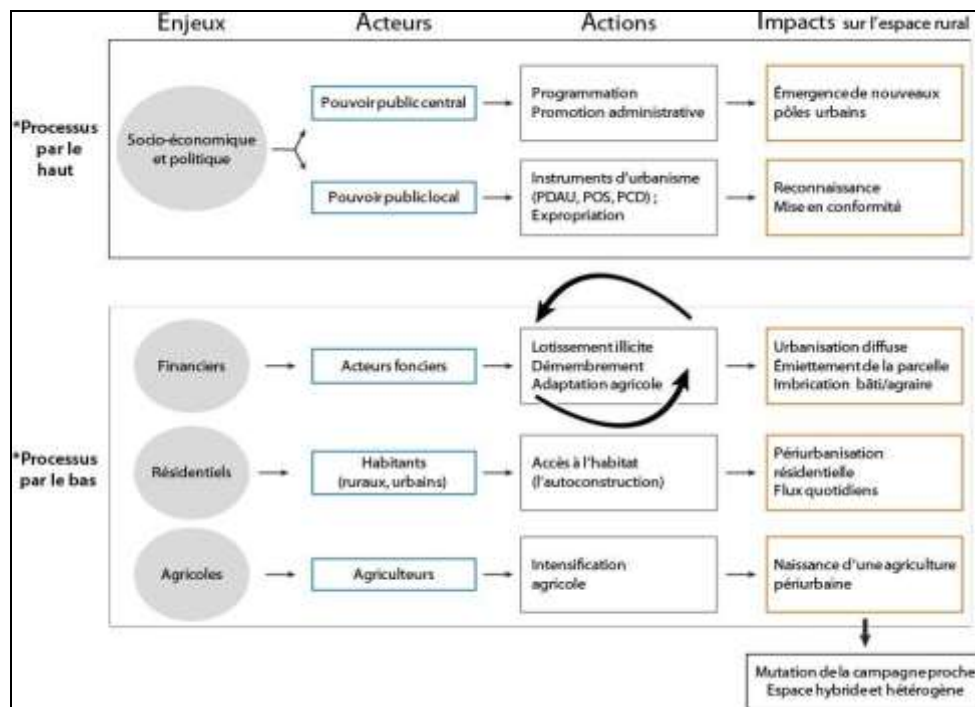 Enjeux Acteurs Actions Impacts sur l'espace rural
*Processus
par le
haut
Socio-économique
et politique
Pouvoir public central
Programmation
Promotion administrative
Émergence de nouveaux
pôles urbains
Pouvoir public local
Instruments d'urbanisme
(PDAU, POS, PCD) ;
Expropriation
Reconnaissance
Mise en conformité
*Processus
par le bas
Financiers
Acteurs fonciers
Lotissement illicite
Démembrement
Adaptation agricole
Urbanisation diffuse
Émiettement de la parcelle
Imbrication bâti/agraire
Résidentiels
Habitants
(ruraux, urbains)
Accès à l'habitat
(l'autoconstruction)
Périurbanisation
résidentielle
Flux quotidiens
Agricoles
Agriculteurs
Intensification
agricole
Naissance d'une agriculture
périurbaine
Mutation de la campagne proche
Espace hybride et hétérogène